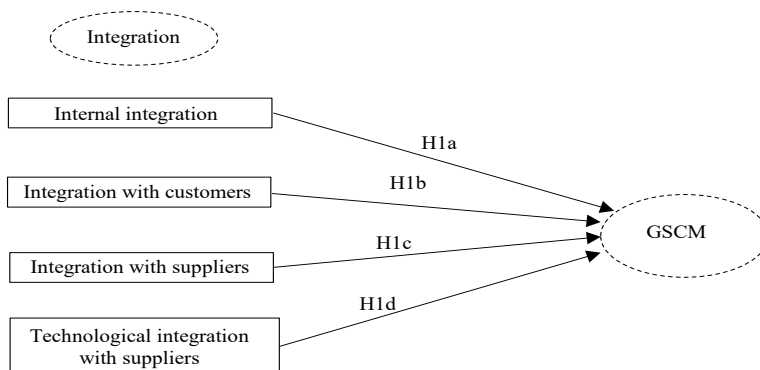 Integration
Internal integration
H1a
Integration with customers
H1b
Integration with suppliers
H1c
GSCM
Technological integration
with suppliers
H1d